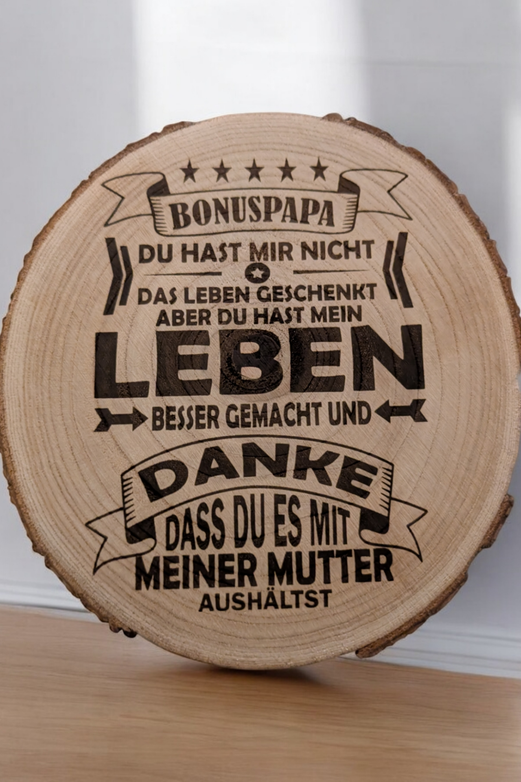 BONUSPAPA
DU HAST MIR NICHT
DAS LEBEN GESCHENKT
ABER DU HAST MEIN
LEBEN
BESSER GEMACHT UND
DANKE
DASS DU ES MIT
MEINER MUTTER
AUSHÄLTST